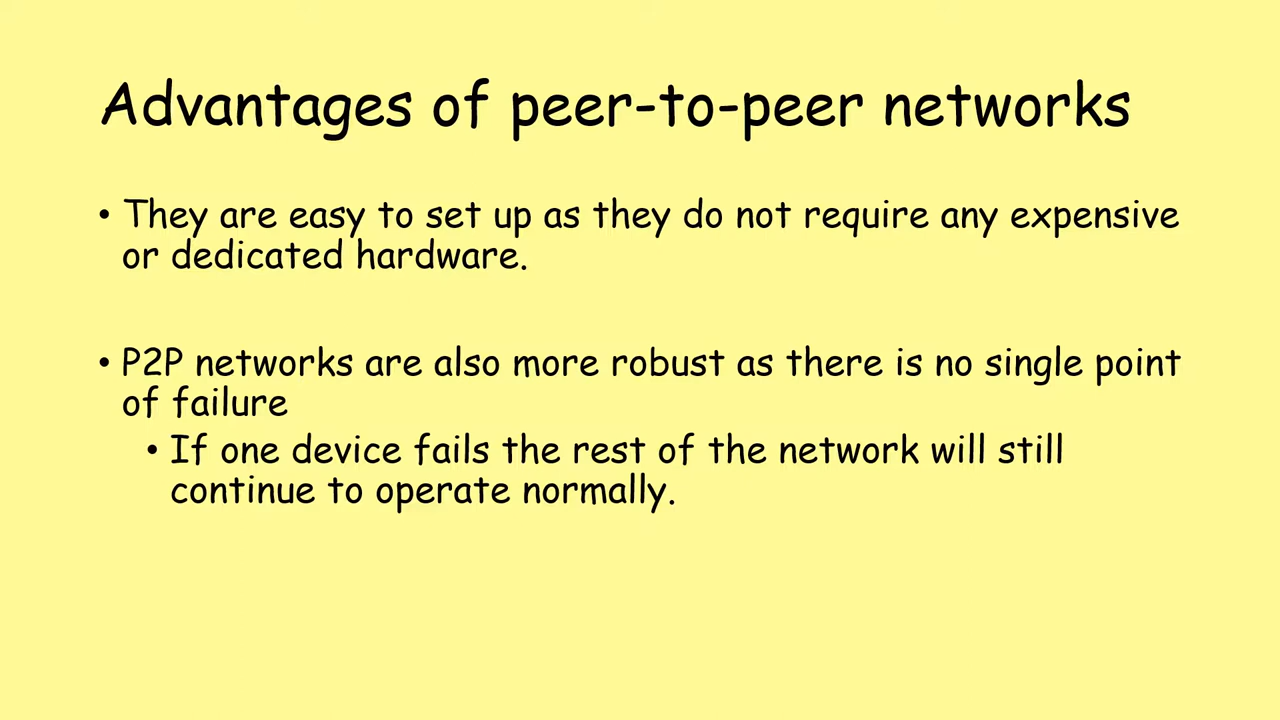 Advantages of peer-to-peer networks
• They are easy to set up as they do not require any expensive
or dedicated hardware.
• P2P networks are also more robust as there is no single point
of failure
• If one device fails the rest of the network will still
continue to operate normally.